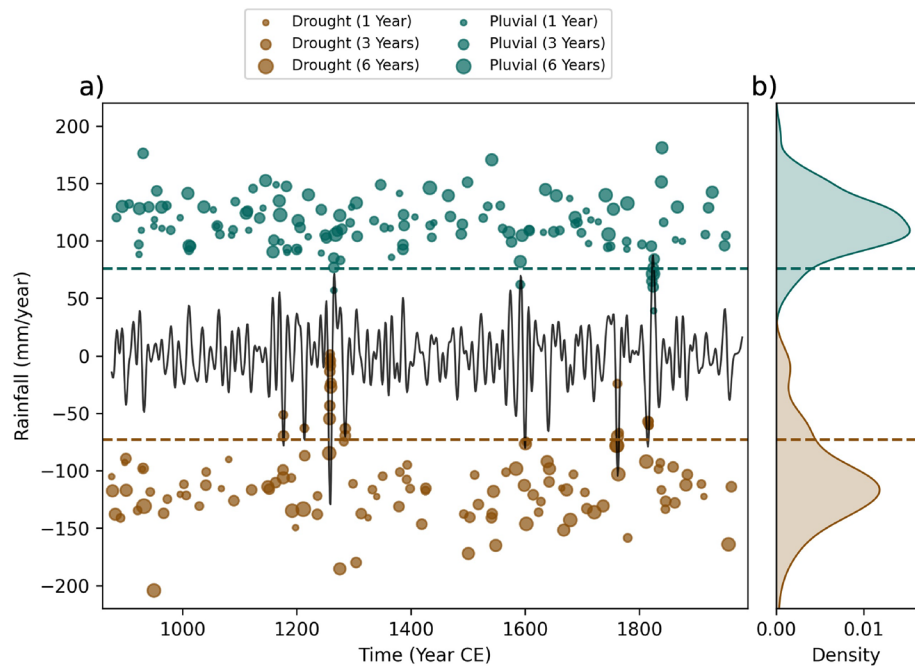 Drought (1 Year) Pluvial (1 Year)
Drought (3 Years) Pluvial (3 Years)
Drought (6 Years) Pluvial (6 Years)
a) b)
200
150
100
50
0
−50
−100
−150
−200
Rainfall (mm/year)
1000 1200 1400 1600 1800 0.00 0.01
Time (Year CE) Density